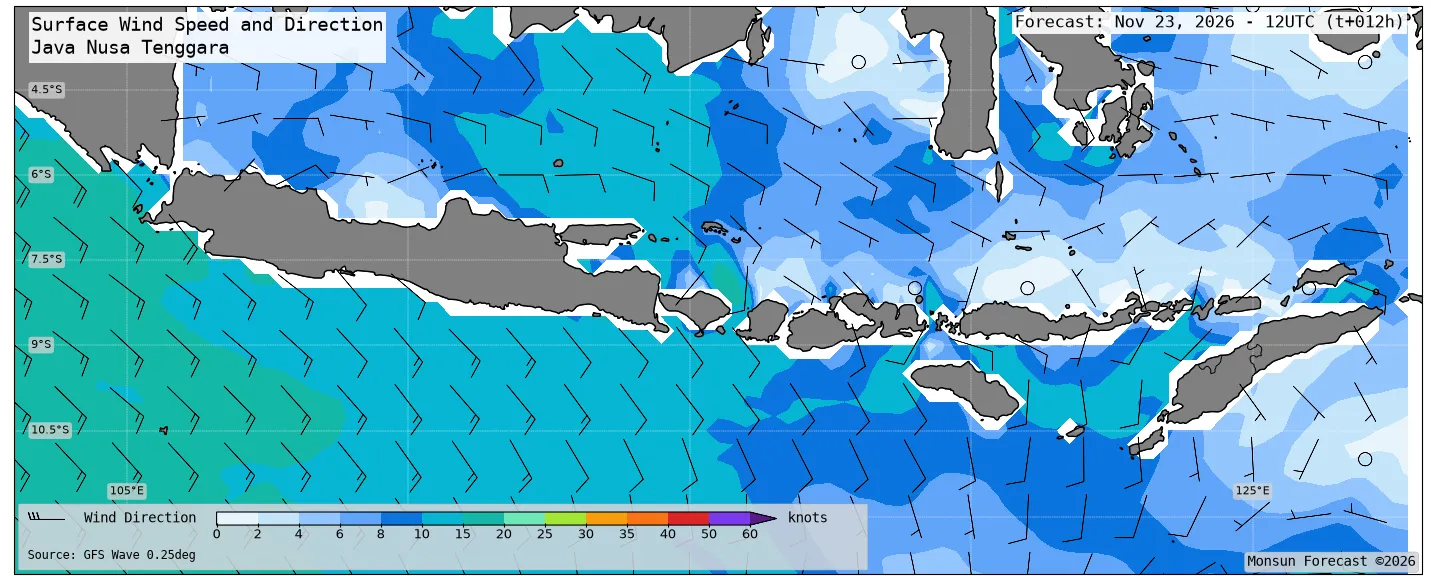 Surface Wind Speed and Direction
Java Nusa Tenggara
Forecast: Nov 23, 2026 - 12UTC (t+012h)
4.5°S
6°S
7.5°S
9°S
10.5°S
105°E
125°E
Wind Direction
0 2 4 6 8 10 15 20 25 30 35 40 50 60
knots
Source: GFS Wave 0.25deg
Monsun Forecast ©2026